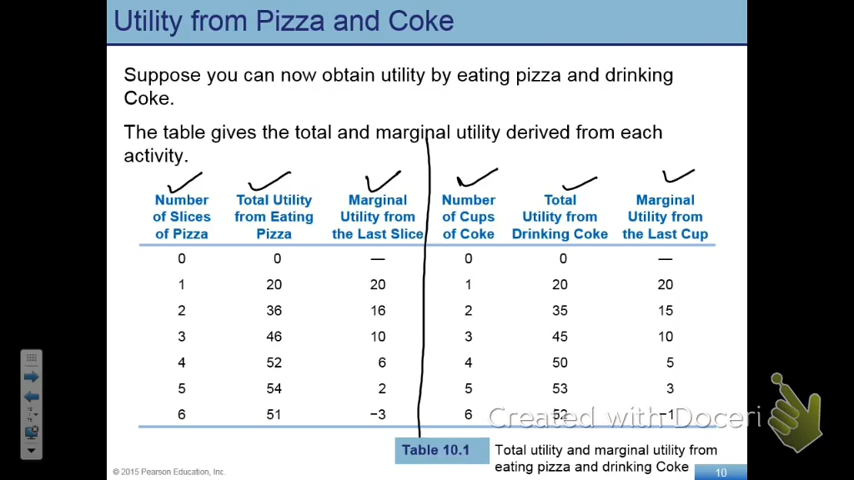 Utility from Pizza and Coke
Suppose you can now obtain utility by eating pizza and drinking
Coke.
The table gives the total and marginal utility derived from each
activity.
Number of Slices of Pizza Total Utility from Eating Pizza Marginal Utility from the Last Slice Number of Cups of Coke Total Utility from Drinking Coke Marginal Utility from the Last Cup
0 0 — 0 0 —
1 20 20 1 20 20
2 36 16 2 35 15
3 46 10 3 45 10
4 52 6 4 50 5
5 54 2 5 53 3
6 51 −3 6 52 −1
Created with Doceri
Table 10.1 Total utility and marginal utility from
eating pizza and drinking Coke
© 2015 Pearson Education, Inc.
10